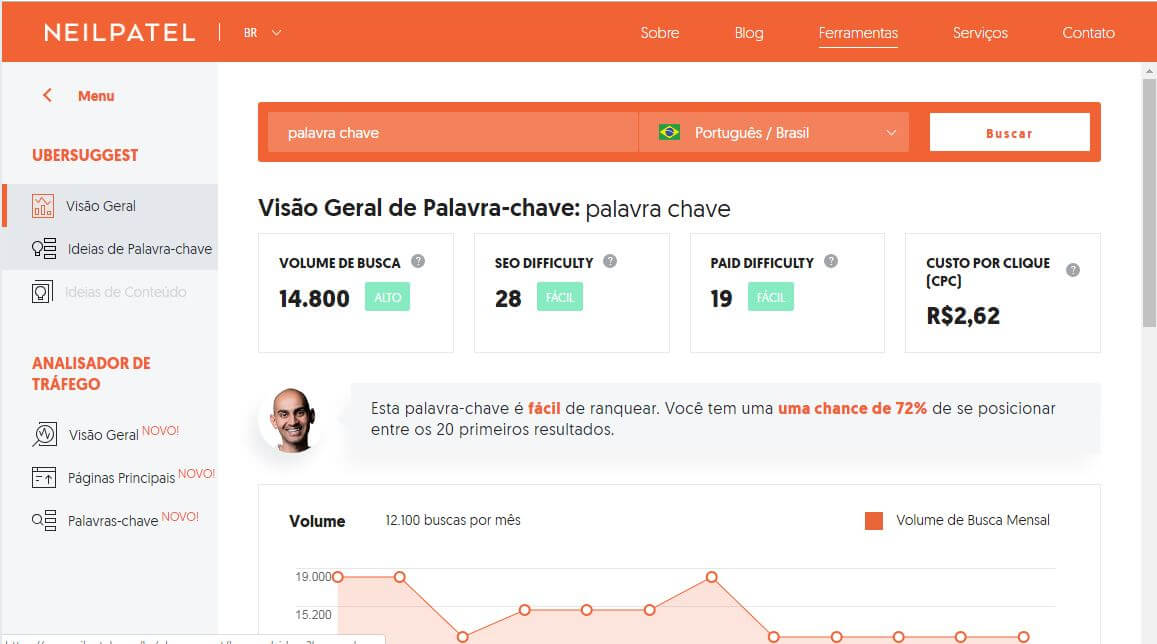 NEILPATEL
BR
Sobre
Blog
Ferramentas
Serviços
Contato
Menu
UBERSUGGEST
Visão Geral
Ideias de Palavra-chave
Ideias de Conteúdo
ANALISADOR DE
TRÁFEGO
Visão Geral NOVO!
Páginas Principais NOVO!
Palavras-chave NOVO!
palavra chave
Português / Brasil
Buscar
Visão Geral de Palavra-chave: palavra chave
VOLUME DE BUSCA ?
14.800 ALTO
SEO DIFFICULTY ?
28 FÁCIL
PAID DIFFICULTY ?
19 FÁCIL
CUSTO POR CLIQUE
(CPC) ?
R$2,62
Esta palavra-chave é fácil de ranquear. Você tem uma uma chance de 72% de se posicionar
entre os 20 primeiros resultados.
Volume
12.100 buscas por mês
Volume de Busca Mensal
19.000
15.200